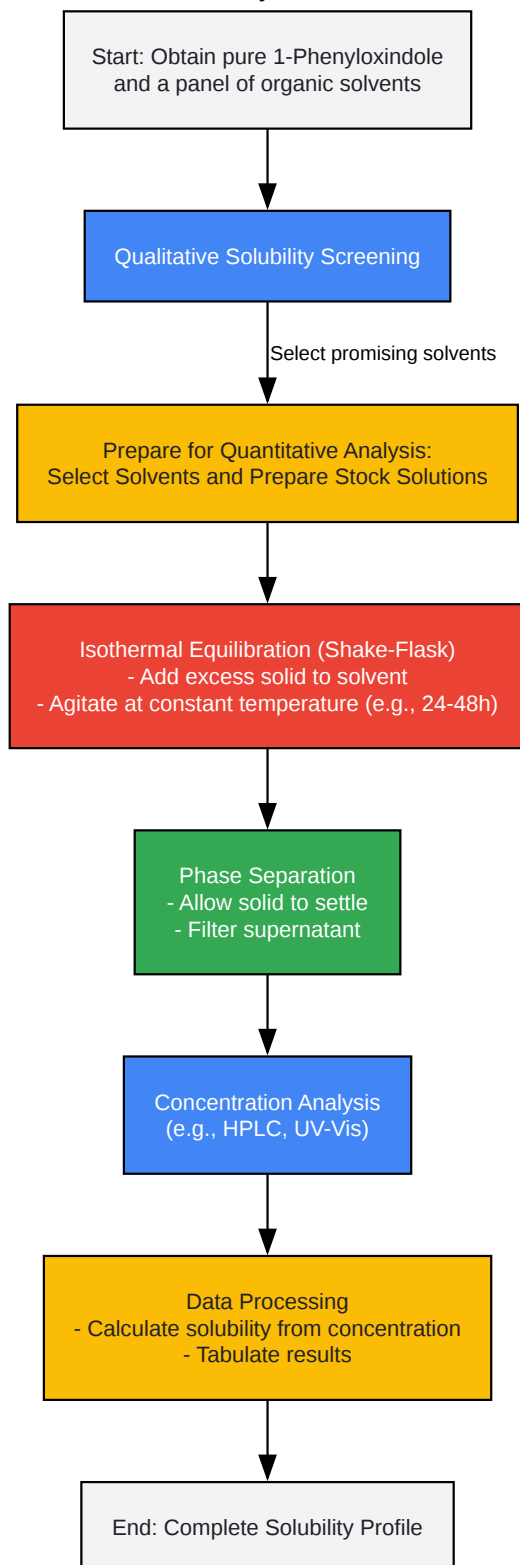 Start: Obtain pure 1-Phenyloxindole
and a panel of organic solvents
Qualitative Solubility Screening
Select promising solvents
Prepare for Quantitative Analysis:
Select Solvents and Prepare Stock Solutions
Isothermal Equilibration (Shake-Flask)
- Add excess solid to solvent
- Agitate at constant temperature (e.g., 24-48h)
Phase Separation
- Allow solid to settle
- Filter supernatant
Concentration Analysis
(e.g., HPLC, UV-Vis)
Data Processing
- Calculate solubility from concentration
- Tabulate results
End: Complete Solubility Profile